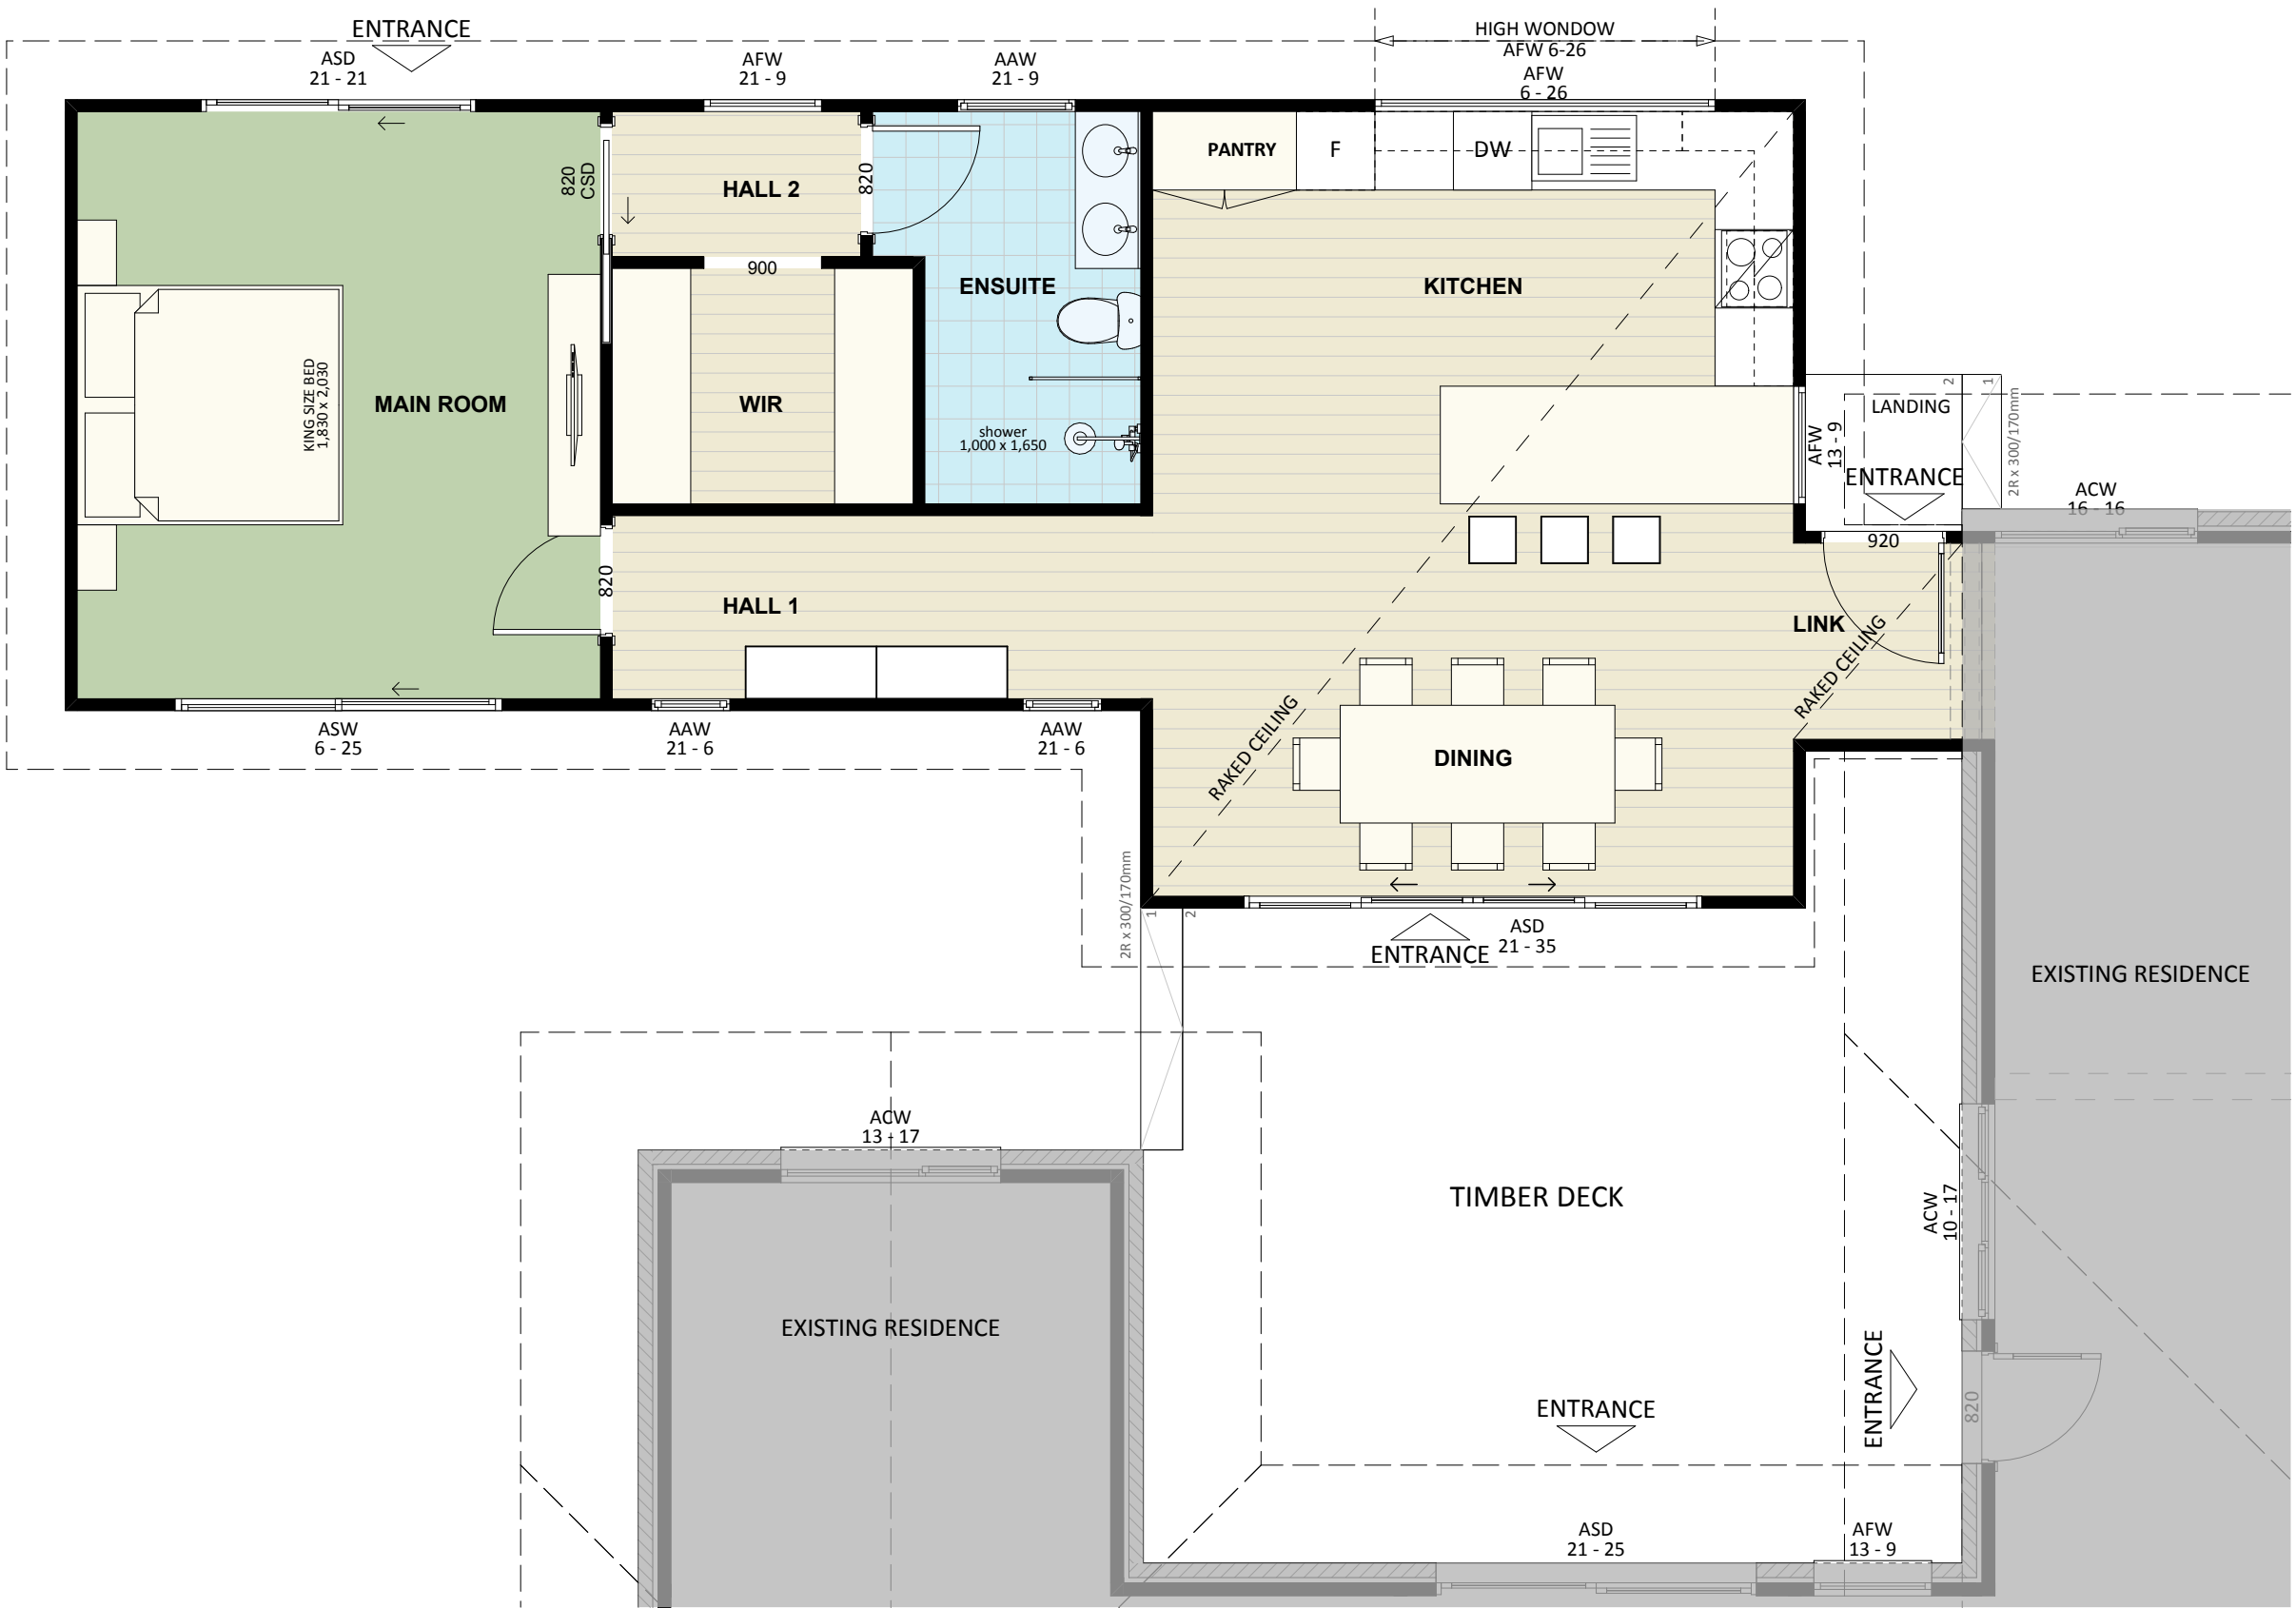 ENTRANCE
ASD
21 - 21
AFW
21 - 9
AAW
21 - 9
HIGH WONDOW
AFW 6-26
AFW
6 - 26
820
CSD
HALL 2
820
900
PANTRY
F
DW
ENSUITE
KITCHEN
KING SIZE BED
1,830 x 2,030
MAIN ROOM
WIR
shower
1,000 x 1,650
AFW
13 - 9
LANDING
2
1
2R x 300/170mm
ENTRANCE
920
ACW
16 - 16
820
HALL 1
LINK
RAKED CEILING
RAKED CEILING
DINING
ASW
6 - 25
AAW
21 - 6
AAW
21 - 6
2R x 300/170mm
1
2
ENTRANCE
ASD
21 - 35
EXISTING RESIDENCE
ACW
13 - 17
TIMBER DECK
ACW
10 - 17
EXISTING RESIDENCE
ENTRANCE
ENTRANCE
820
ASD
21 - 25
AFW
13 - 9